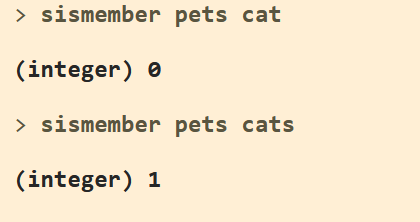 > sismember pets cat
(integer) 0
> sismember pets cats
(integer) 1